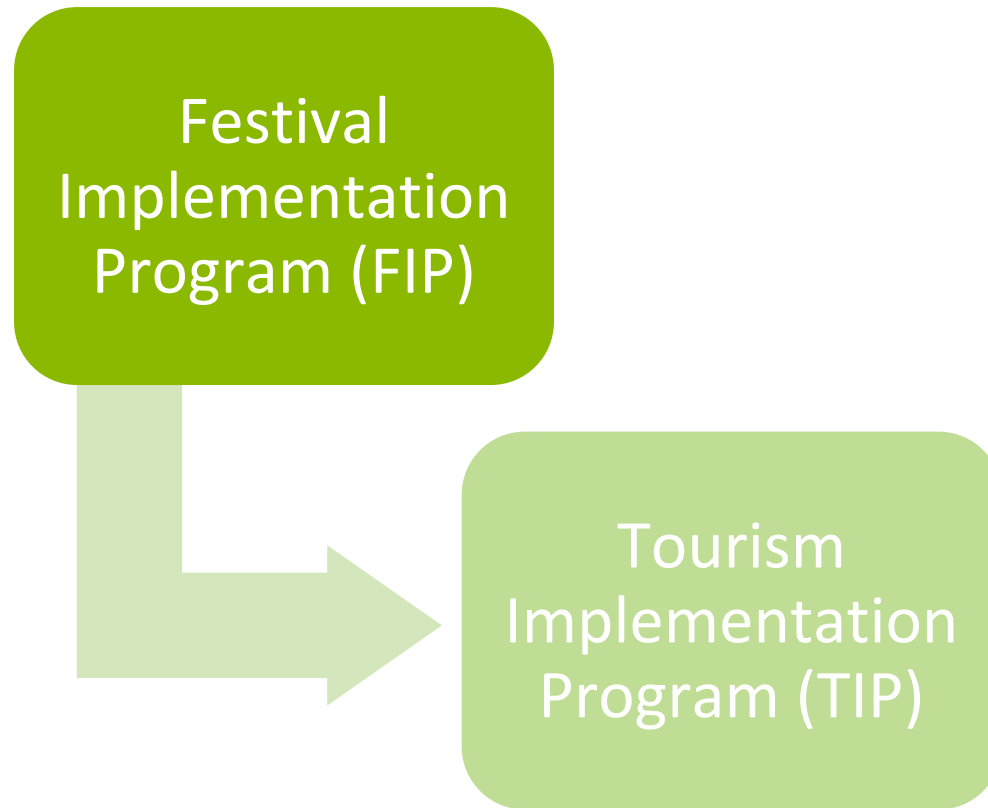 Festival
Implementation
Program (FIP)
Tourism
Implementation
Program (TIP)